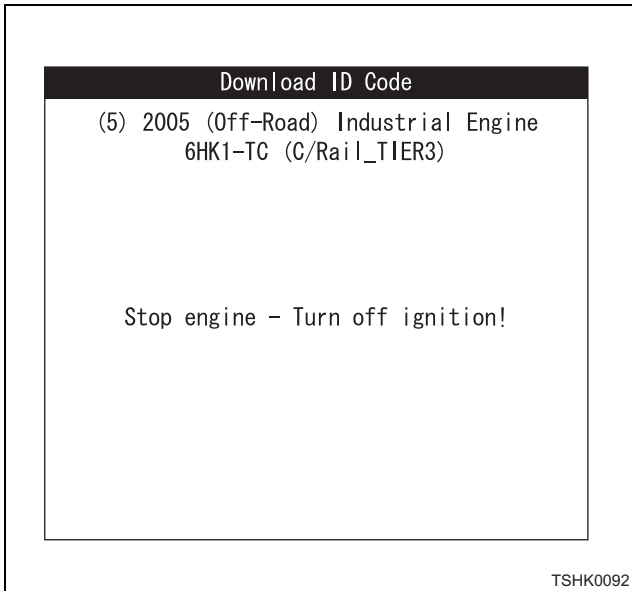 Download ID Code
(5) 2005 (Off-Road) Industrial Engine
6HK1-TC (C/Rail_TIER3)
Stop engine - Turn off ignition!
TSHK0092